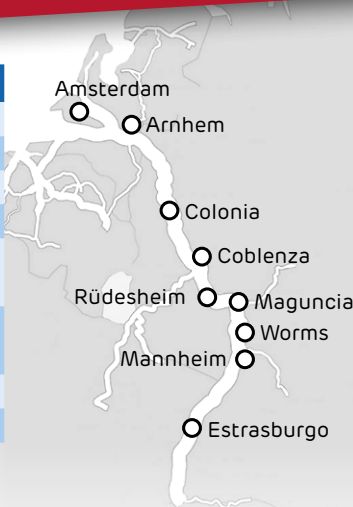 Amsterdam
Arnhem
Colonia
Coblenza
Rüdesheim
Maguncia
Worms
Mannheim
Estrasburgo